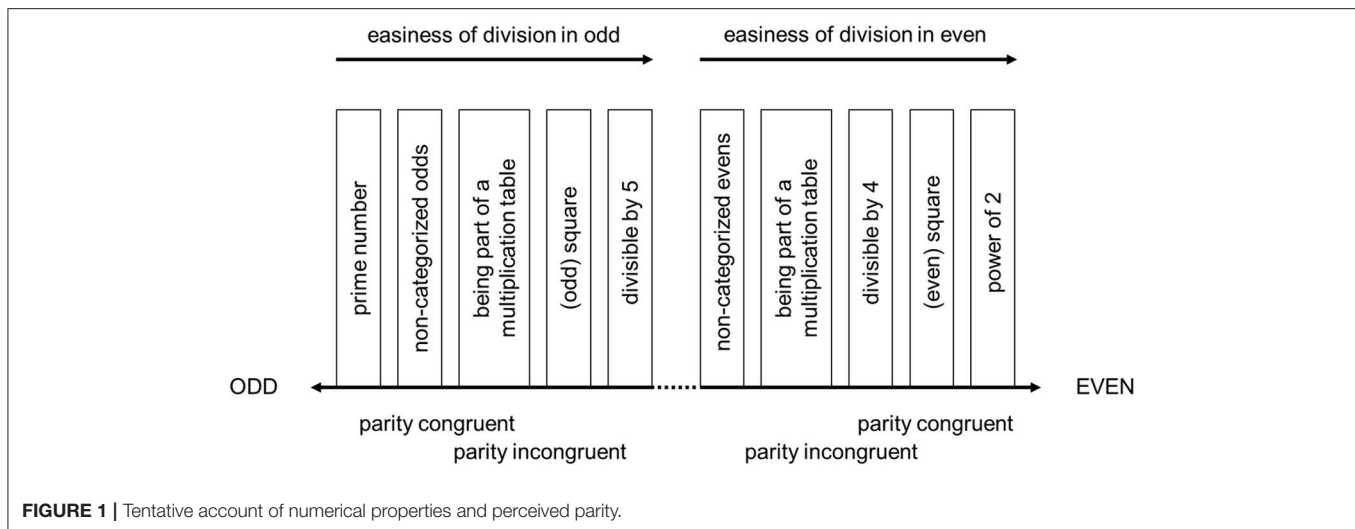 easiness of division in odd
easiness of division in even
prime number
non-categorized odds
being part of a
multiplication table
(odd) square
divisible by 5
non-categorized evens
being part of a
multiplication table
divisible by 4
(even) square
power of 2
ODD
EVEN
parity congruent
parity incongruent
parity congruent
parity incongruent
FIGURE 1 | Tentative account of numerical properties and perceived parity.